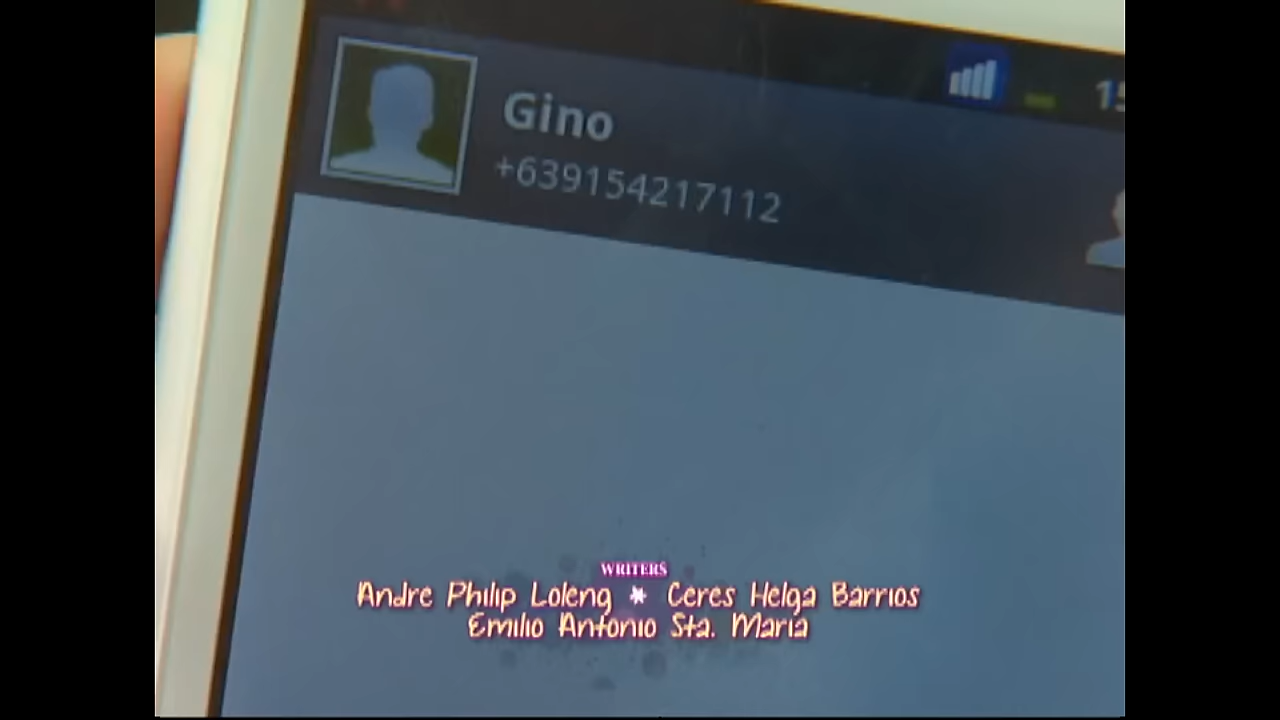 Gino
+639154217112
WRITERS
Andre Philip Loleng * Ceres Helga Barrios
Emilio Antonio Sta. Maria